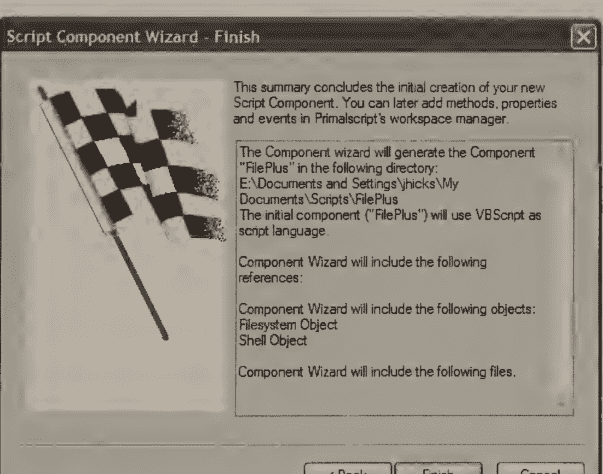 Script Component Wizard - Finish
This summary concludes the initial creation of your new
Script Component. You can later add methods, properties
and events in Primalscript's workspace manager.
The Component wizard will generate the Component
"FilePlus" in the following directory:
E:\Documents and Settings\jhicks\My
Documents\Scripts\FilePlus
The initial component ("FilePlus") will use VBScript as
script language.
Component Wizard will include the following
references:
Component Wizard will include the following objects:
Filesystem Object
Shell Object
Component Wizard will include the following files.
< Back
Finish
Cancel